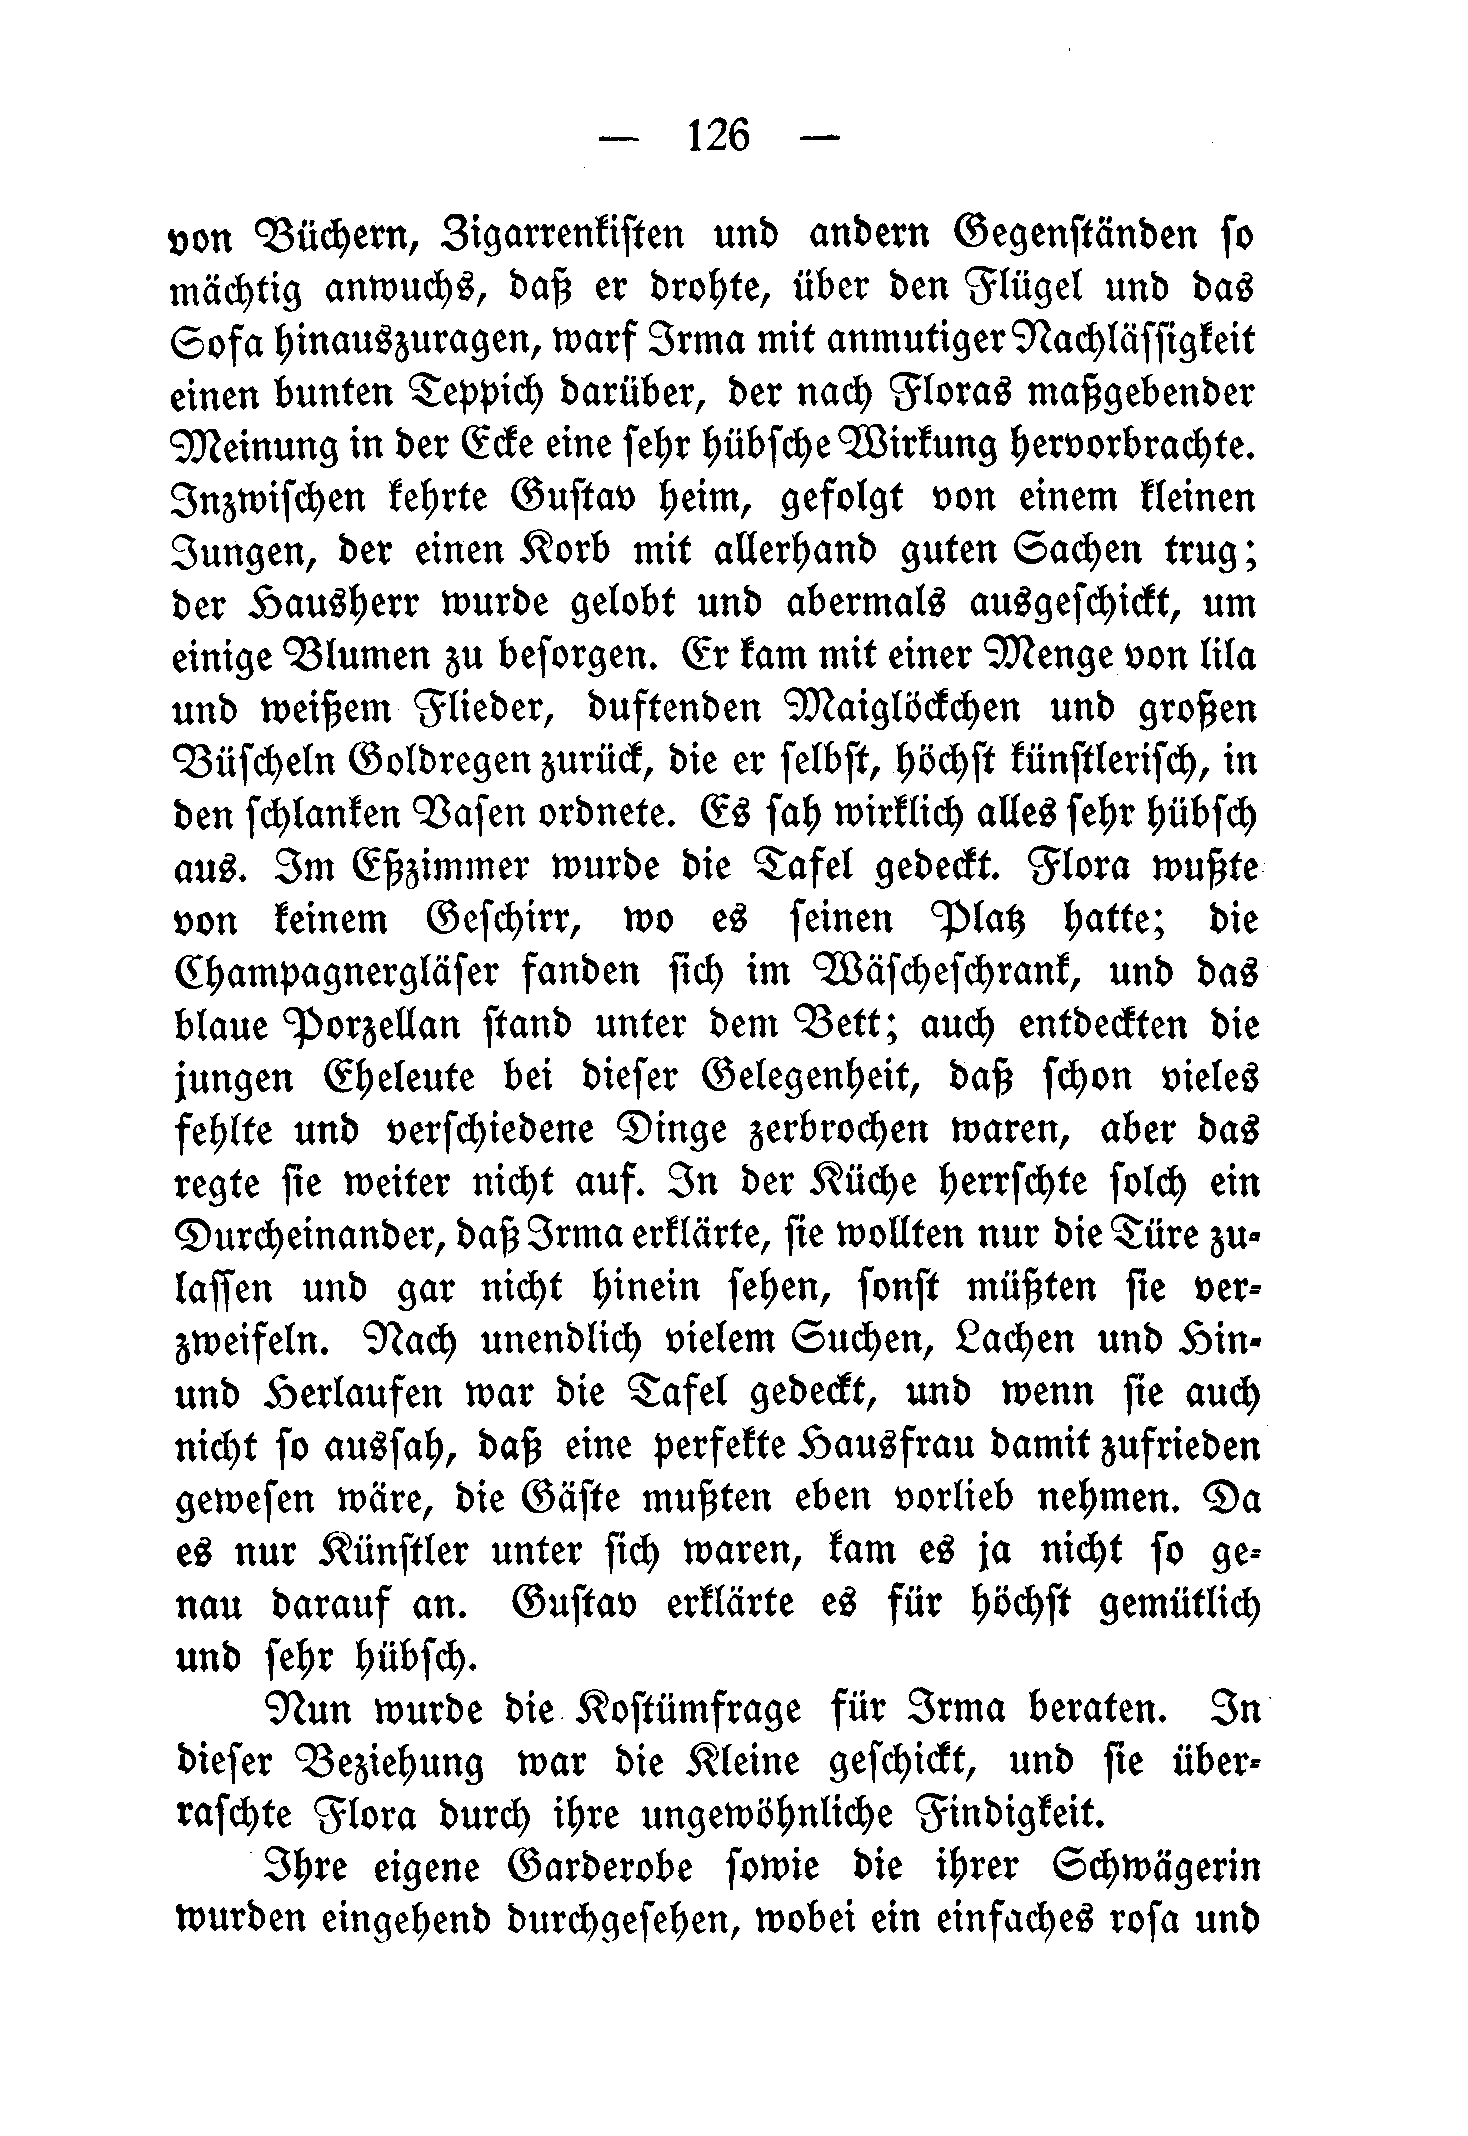 — 126 —
von Büchern, Zigarrenkiſten und andern Gegenſtänden ſo
mächtig anwuchs, daß er drohte, über den Flügel und das
Sofa hinauszuragen, warf Irma mit anmutiger Nachläſſigkeit
einen bunten Teppich darüber, der nach Floras maßgebender
Meinung in der Ecke eine ſehr hübſche Wirkung hervorbrachte.
Inzwiſchen kehrte Guſtav heim, gefolgt von einem kleinen
Jungen, der einen Korb mit allerhand guten Sachen trug;
der Hausherr wurde gelobt und abermals ausgeſchickt, um
einige Blumen zu beſorgen. Er kam mit einer Menge von lila
und weißem Flieder, duftenden Maiglöckchen und großen
Büſcheln Goldregen zurück, die er ſelbſt, höchſt künſtleriſch, in
den ſchlanken Vaſen ordnete. Es ſah wirklich alles ſehr hübſch
aus. Im Eßzimmer wurde die Tafel gedeckt. Flora wußte
von keinem Geſchirr, wo es ſeinen Platz hatte; die
Champagnergläſer fanden ſich im Wäſcheſchrank, und das
blaue Porzellan ſtand unter dem Bett; auch entdeckten die
jungen Eheleute bei dieſer Gelegenheit, daß ſchon vieles
fehlte und verſchiedene Dinge zerbrochen waren, aber das
regte ſie weiter nicht auf. In der Küche herrſchte ſolch ein
Durcheinander, daß Irma erklärte, ſie wollten nur die Türe zu-
laſſen und gar nicht hinein ſehen, ſonſt müßten ſie ver-
zweifeln. Nach unendlich vielem Suchen, Lachen und Hin-
und Herlaufen war die Tafel gedeckt, und wenn ſie auch
nicht ſo ausſah, daß eine perfekte Hausfrau damit zufrieden
geweſen wäre, die Gäſte mußten eben vorlieb nehmen. Da
es nur Künſtler unter ſich waren, kam es ja nicht ſo ge-
nau darauf an. Guſtav erklärte es für höchſt gemütlich
und ſehr hübſch.
Nun wurde die Koſtümfrage für Irma beraten. In
dieſer Beziehung war die Kleine geſchickt, und ſie über-
raſchte Flora durch ihre ungewöhnliche Findigkeit.
Ihre eigene Garderobe ſowie die ihrer Schwägerin
wurden eingehend durchgeſehen, wobei ein einfaches roſa und